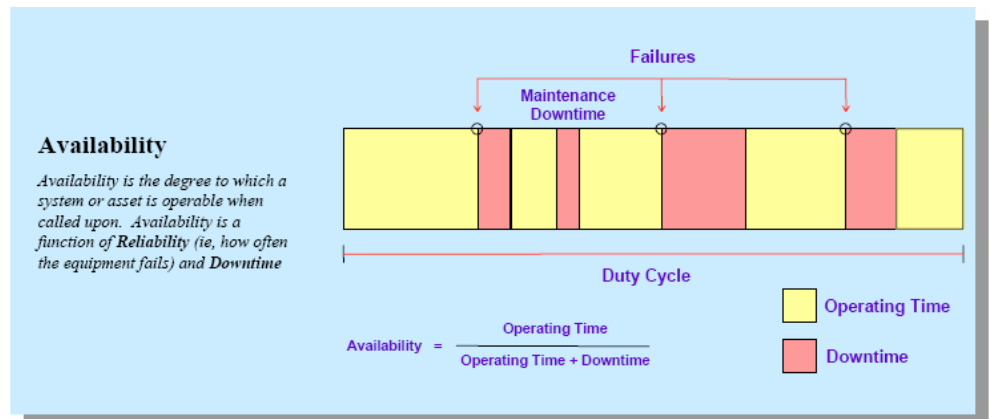 Failures
Maintenance
Downtime
Availability
Availability is the degree to which a
system or asset is operable when
called upon. Availability is a
function of Reliability (ie, how often
the equipment fails) and Downtime
Duty Cycle
Operating Time
Downtime
Availability = Operating Time
Operating Time + Downtime